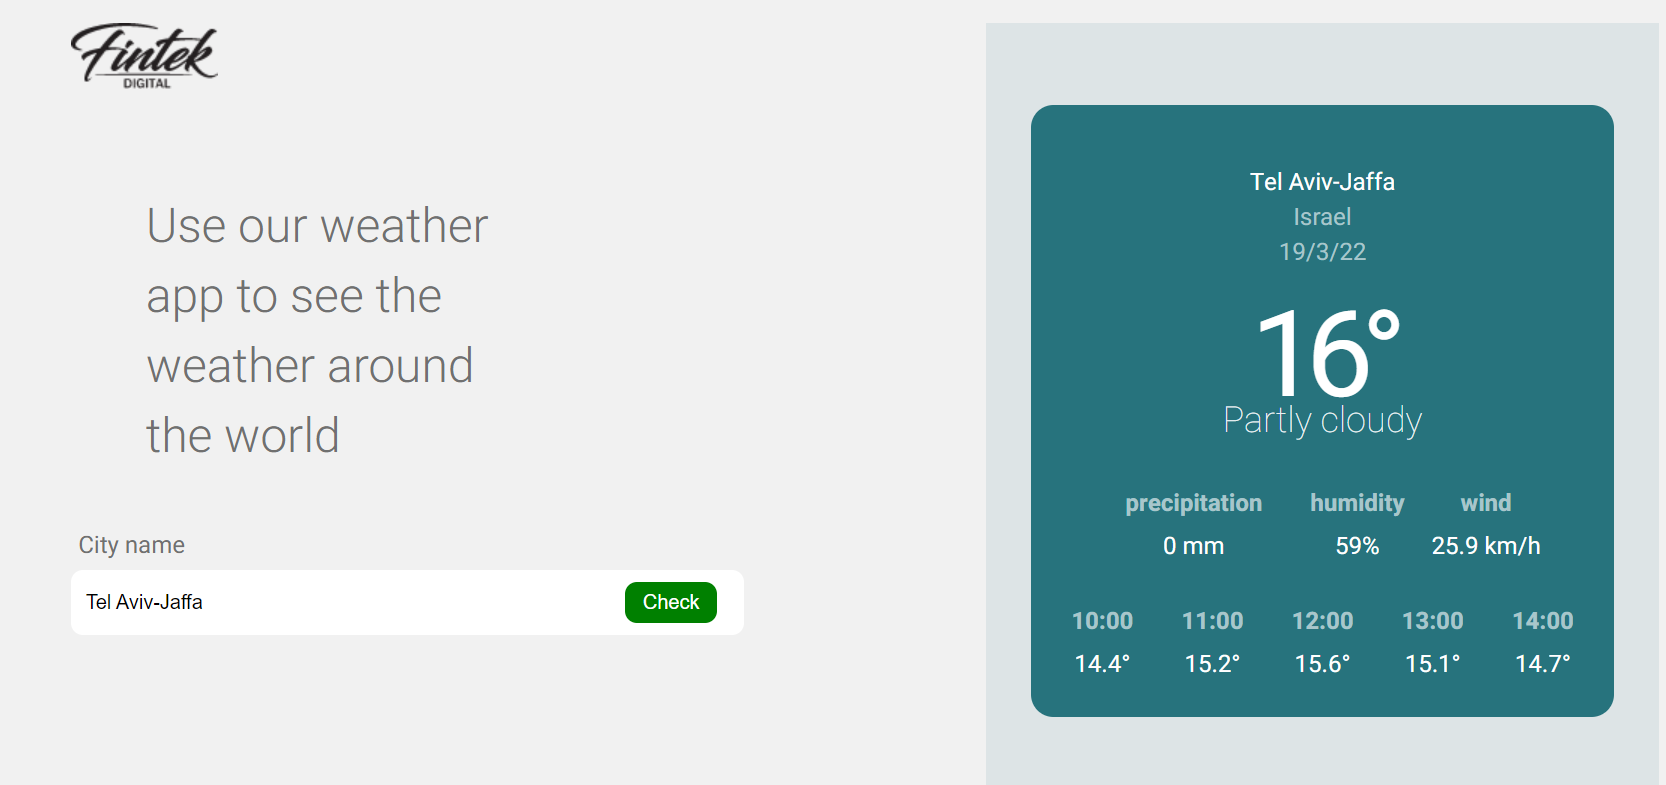 Fintek
DIGITAL
Use our weather
app to see the
weather around
the world
City name
Tel Aviv-Jaffa
Check
Tel Aviv-Jaffa
Israel
19/3/22
16°
Partly cloudy
precipitation humidity wind
0 mm 59% 25.9 km/h
10:00 11:00 12:00 13:00 14:00
14.4° 15.2° 15.6° 15.1° 14.7°